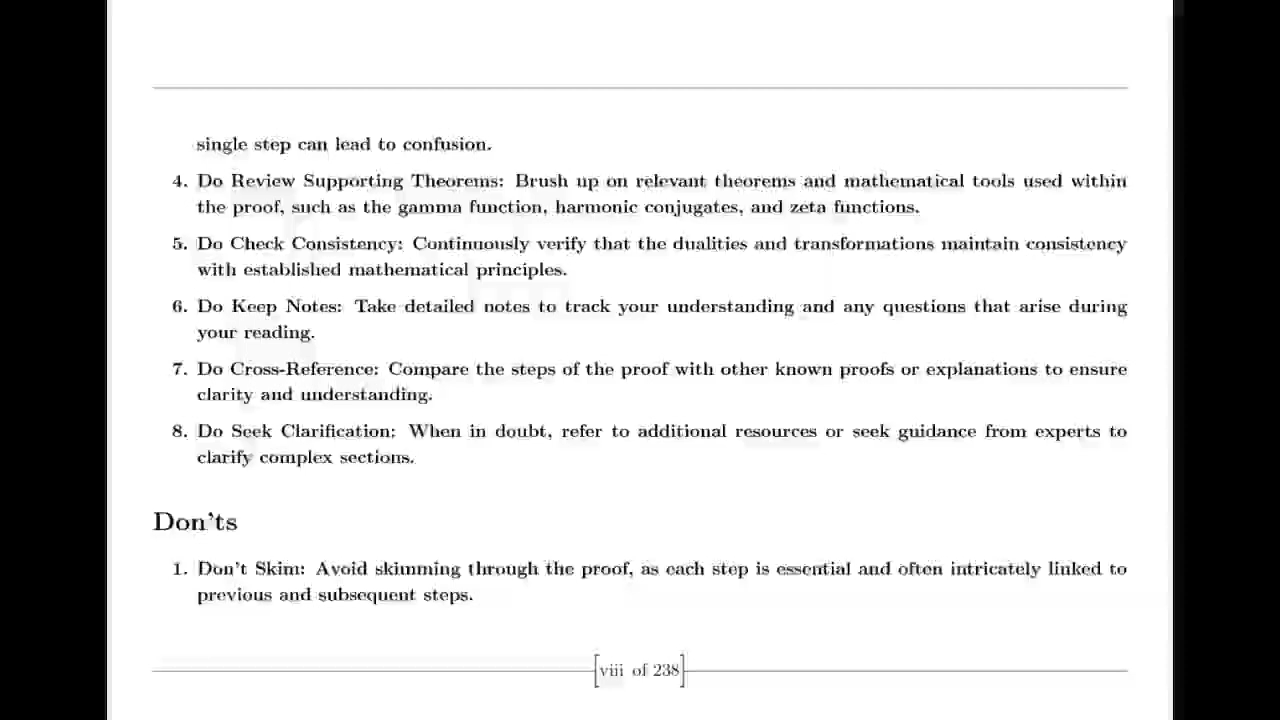 single step can lead to confusion.
4. Do Review Supporting Theorems: Brush up on relevant theorems and mathematical tools used within
the proof, such as the gamma function, harmonic conjugates, and zeta functions.
5. Do Check Consistency: Continuously verify that the dualities and transformations maintain consistency
with established mathematical principles.
6. Do Keep Notes: Take detailed notes to track your understanding and any questions that arise during
your reading.
7. Do Cross-Reference: Compare the steps of the proof with other known proofs or explanations to ensure
clarity and understanding.
8. Do Seek Clarification: When in doubt, refer to additional resources or seek guidance from experts to
clarify complex sections.
Don'ts
1. Don't Skim: Avoid skimming through the proof, as each step is essential and often intricately linked to
previous and subsequent steps.
[viii of 238]